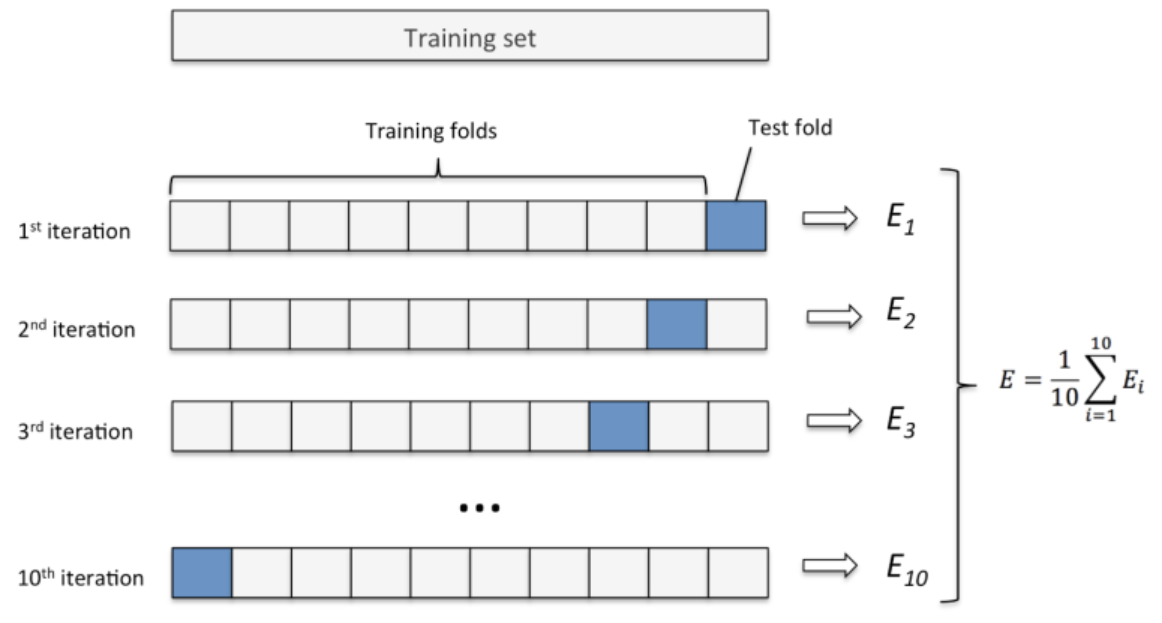 Training set
Training folds
Test fold
1st iteration
E1
2nd iteration
E2
3rd iteration
E3
E = 1/10 ∑_{i=1}^{10} Ei
...
10th iteration
E10